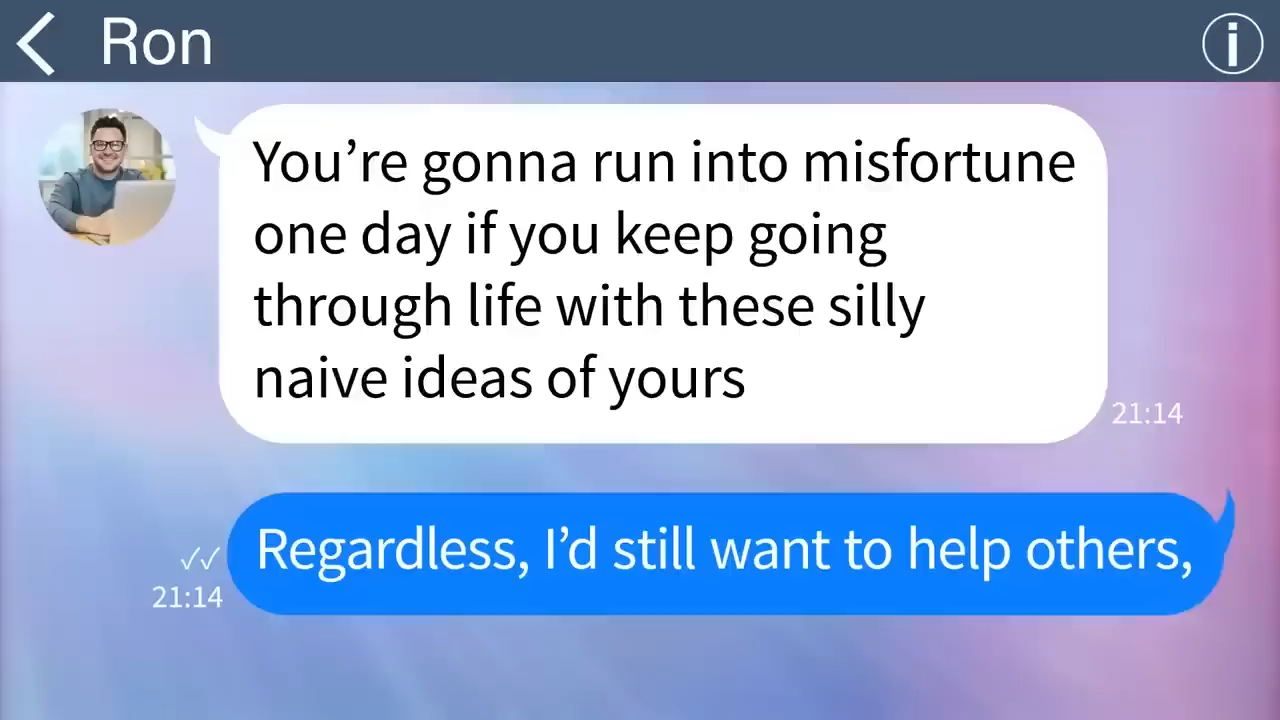 Ron
You’re gonna run into misfortune
one day if you keep going
through life with these silly
naive ideas of yours
21:14
Regardless, I’d still want to help others,
21:14